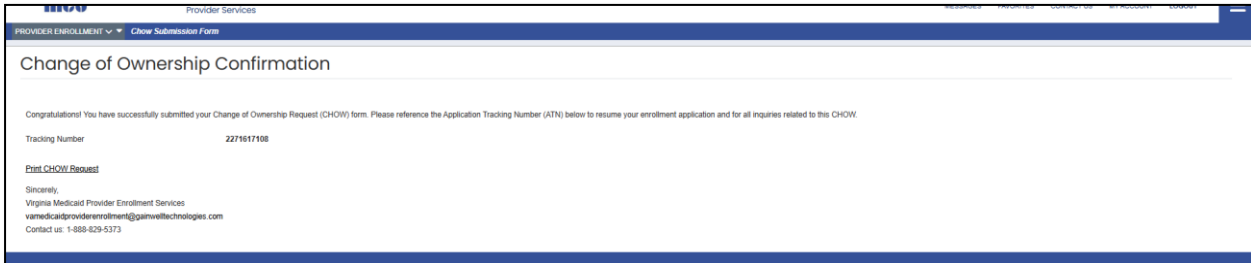 Provider Services
MESSAGES FAVORITES CONTACT US MY ACCOUNT LOGOUT
PROVIDER ENROLLMENT Chow Submission Form
Change of Ownership Confirmation
Congratulations! You have successfully submitted your Change of Ownership Request (CHOW) form. Please reference the Application Tracking Number (ATN) below to resume your enrollment application and for all inquiries related to this CHOW.
Tracking Number 2271617108
Print CHOW Request
Sincerely,
Virginia Medicaid Provider Enrollment Services
vamedicaidproviderenrollment@gainwelltechnologies.com
Contact us: 1-888-829-5373